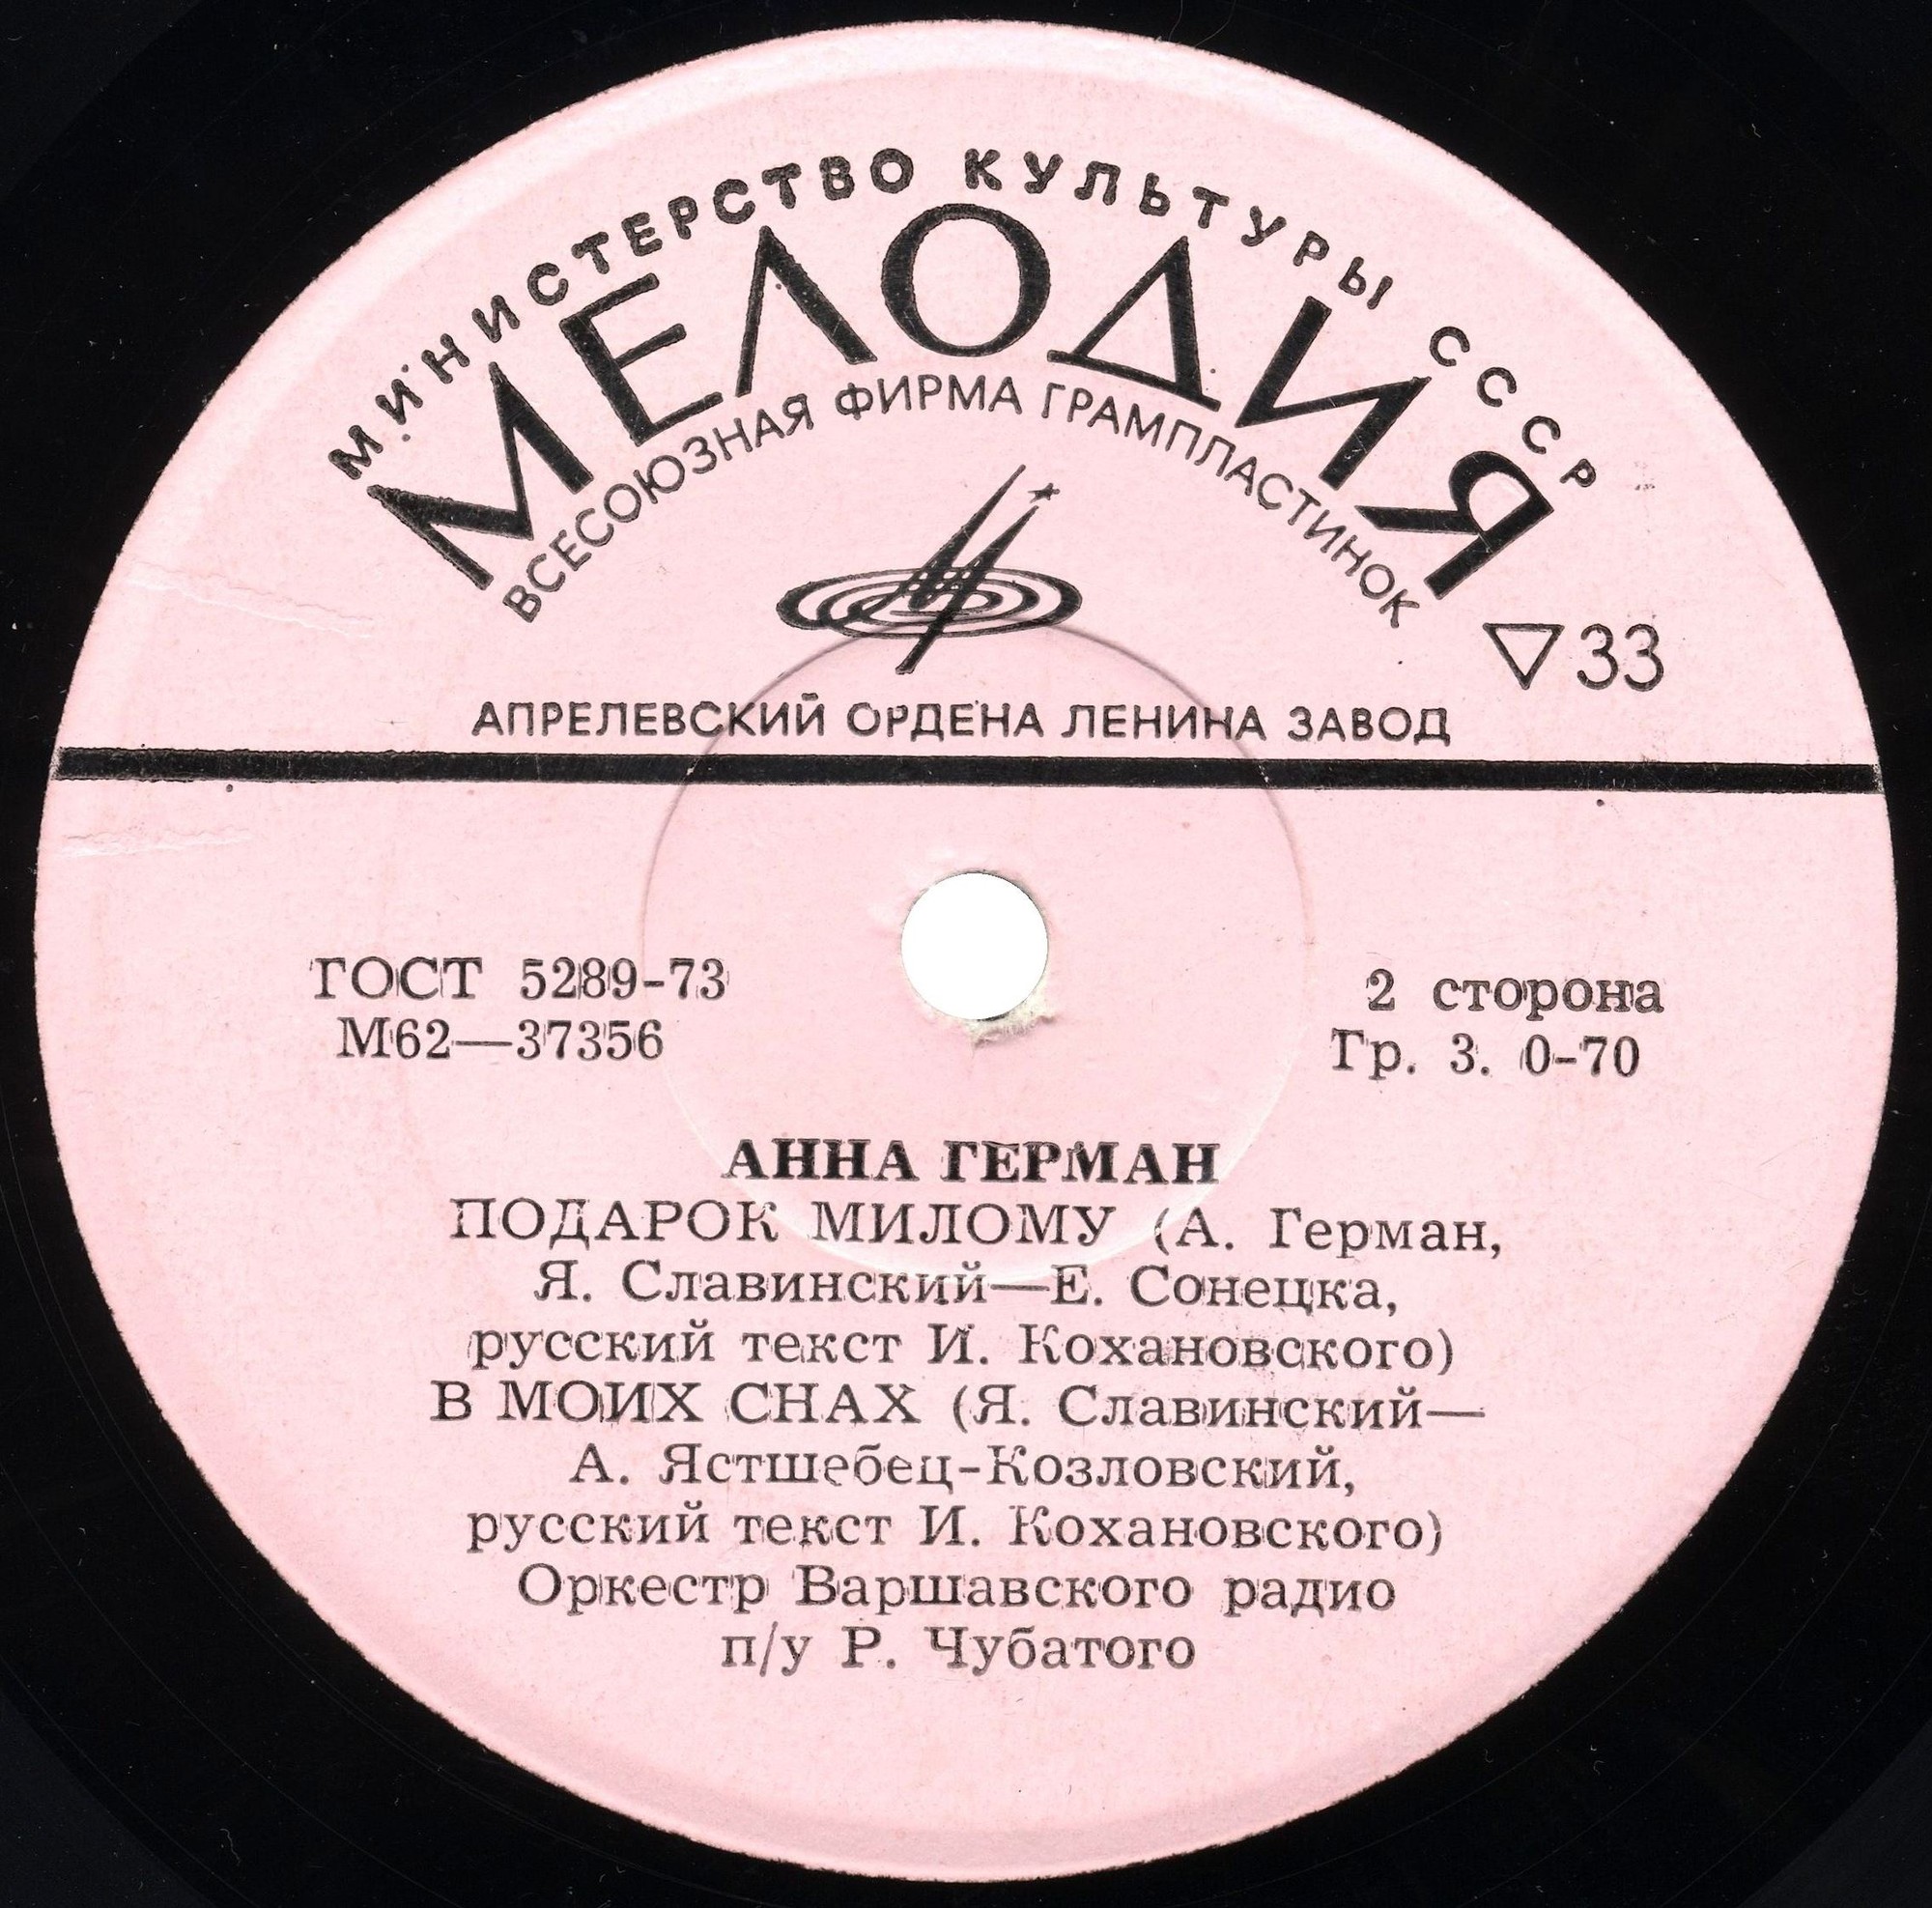 МИНИСТЕРСТВО КУЛЬТУРЫ СССР
МЕЛОДИЯ
ВСЕСОЮЗНАЯ ФИРМА ГРАМПЛАСТИНОК
▽33
АПРЕЛЕВСКИЙ ОРДЕНА ЛЕНИНА ЗАВОД
ГОСТ 5289-73
М62—37356
2 сторона
Гр. 3. 0-70
АННА ГЕРМАН
ПОДАРОК МИЛОМУ (А. Герман,
Я. Славинский—Е. Сонецка,
русский текст И. Кохановского)
В МОИХ СНАХ (Я. Славинский—
А. Ястшебец-Козловский,
русский текст И. Кохановского)
Оркестр Варшавского радио
п/у Р. Чубатого